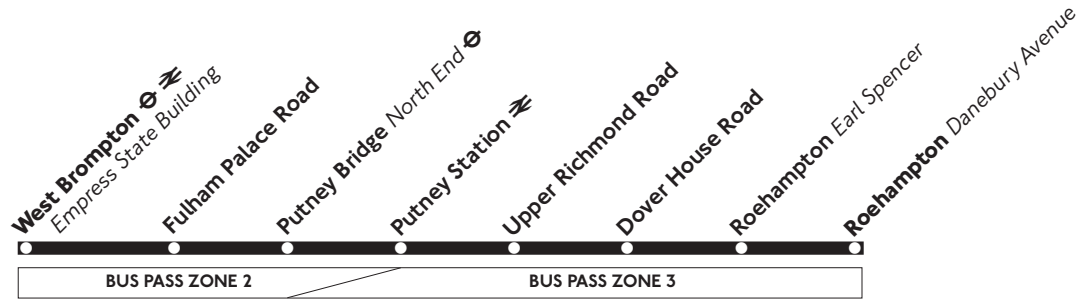 West Brompton
Empress State Building
Fulham Palace Road
Putney Bridge North End
Putney Station
Upper Richmond Road
Dover House Road
Roehampton Earl Spencer
Roehampton Danebury Avenue
BUS PASS ZONE 2
BUS PASS ZONE 3